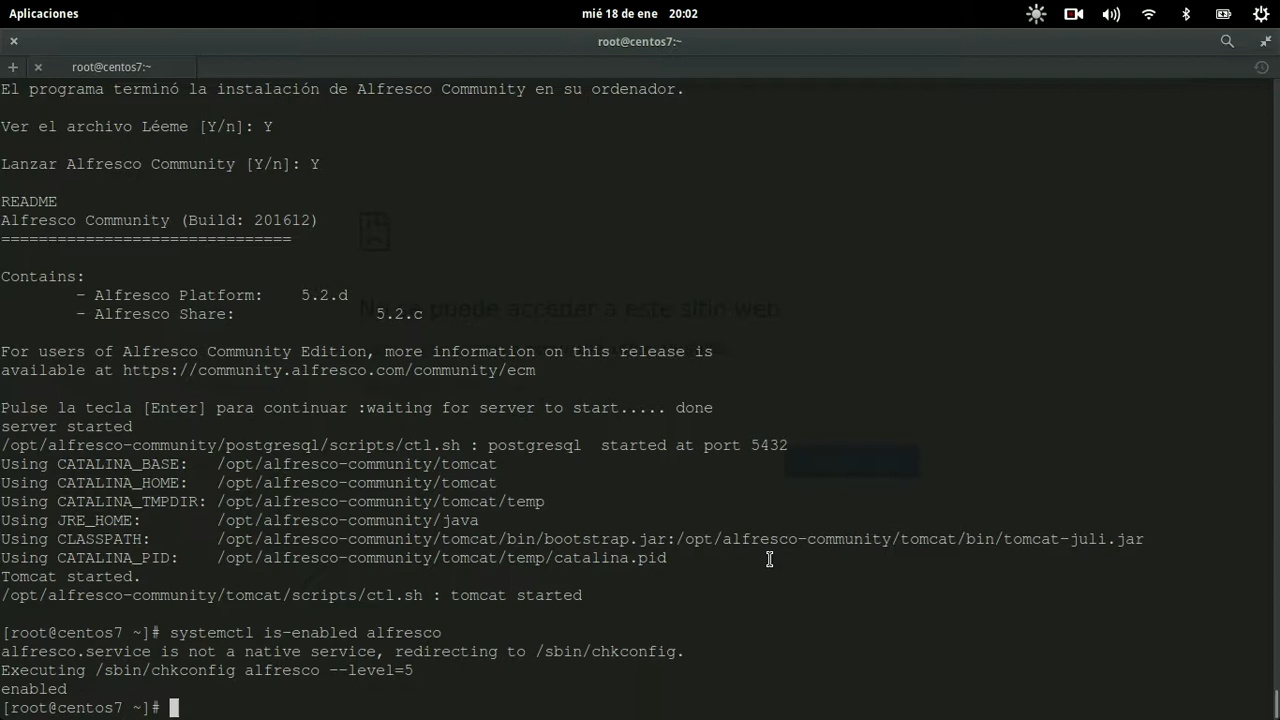 Aplicaciones
mié 18 de ene 20:02
root@centos7:~
root@centos7:~
El programa terminó la instalación de Alfresco Community en su ordenador.
Ver el archivo Léeme [Y/n]: Y
Lanzar Alfresco Community [Y/n]: Y
README
Alfresco Community (Build: 201612)
===============================
Contains:
- Alfresco Platform: 5.2.d
- Alfresco Share: 5.2.c
No se puede acceder a este sitio web
For users of Alfresco Community Edition, more information on this release is
available at https://community.alfresco.com/community/ecm
Pulse la tecla [Enter] para continuar :waiting for server to start..... done
server started
/opt/alfresco-community/postgresql/scripts/ctl.sh : postgresql  started at port 5432
Using CATALINA_BASE:   /opt/alfresco-community/tomcat
Using CATALINA_HOME:   /opt/alfresco-community/tomcat
Using CATALINA_TMPDIR: /opt/alfresco-community/tomcat/temp
Using JRE_HOME:        /opt/alfresco-community/java
Using CLASSPATH:       /opt/alfresco-community/tomcat/bin/bootstrap.jar:/opt/alfresco-community/tomcat/bin/tomcat-juli.jar
Using CATALINA_PID:    /opt/alfresco-community/tomcat/temp/catalina.pid
Tomcat started.
/opt/alfresco-community/tomcat/scripts/ctl.sh : tomcat started
[root@centos7 ~]# systemctl is-enabled alfresco
alfresco.service is not a native service, redirecting to /sbin/chkconfig.
Executing /sbin/chkconfig alfresco --level=5
enabled
[root@centos7 ~]#